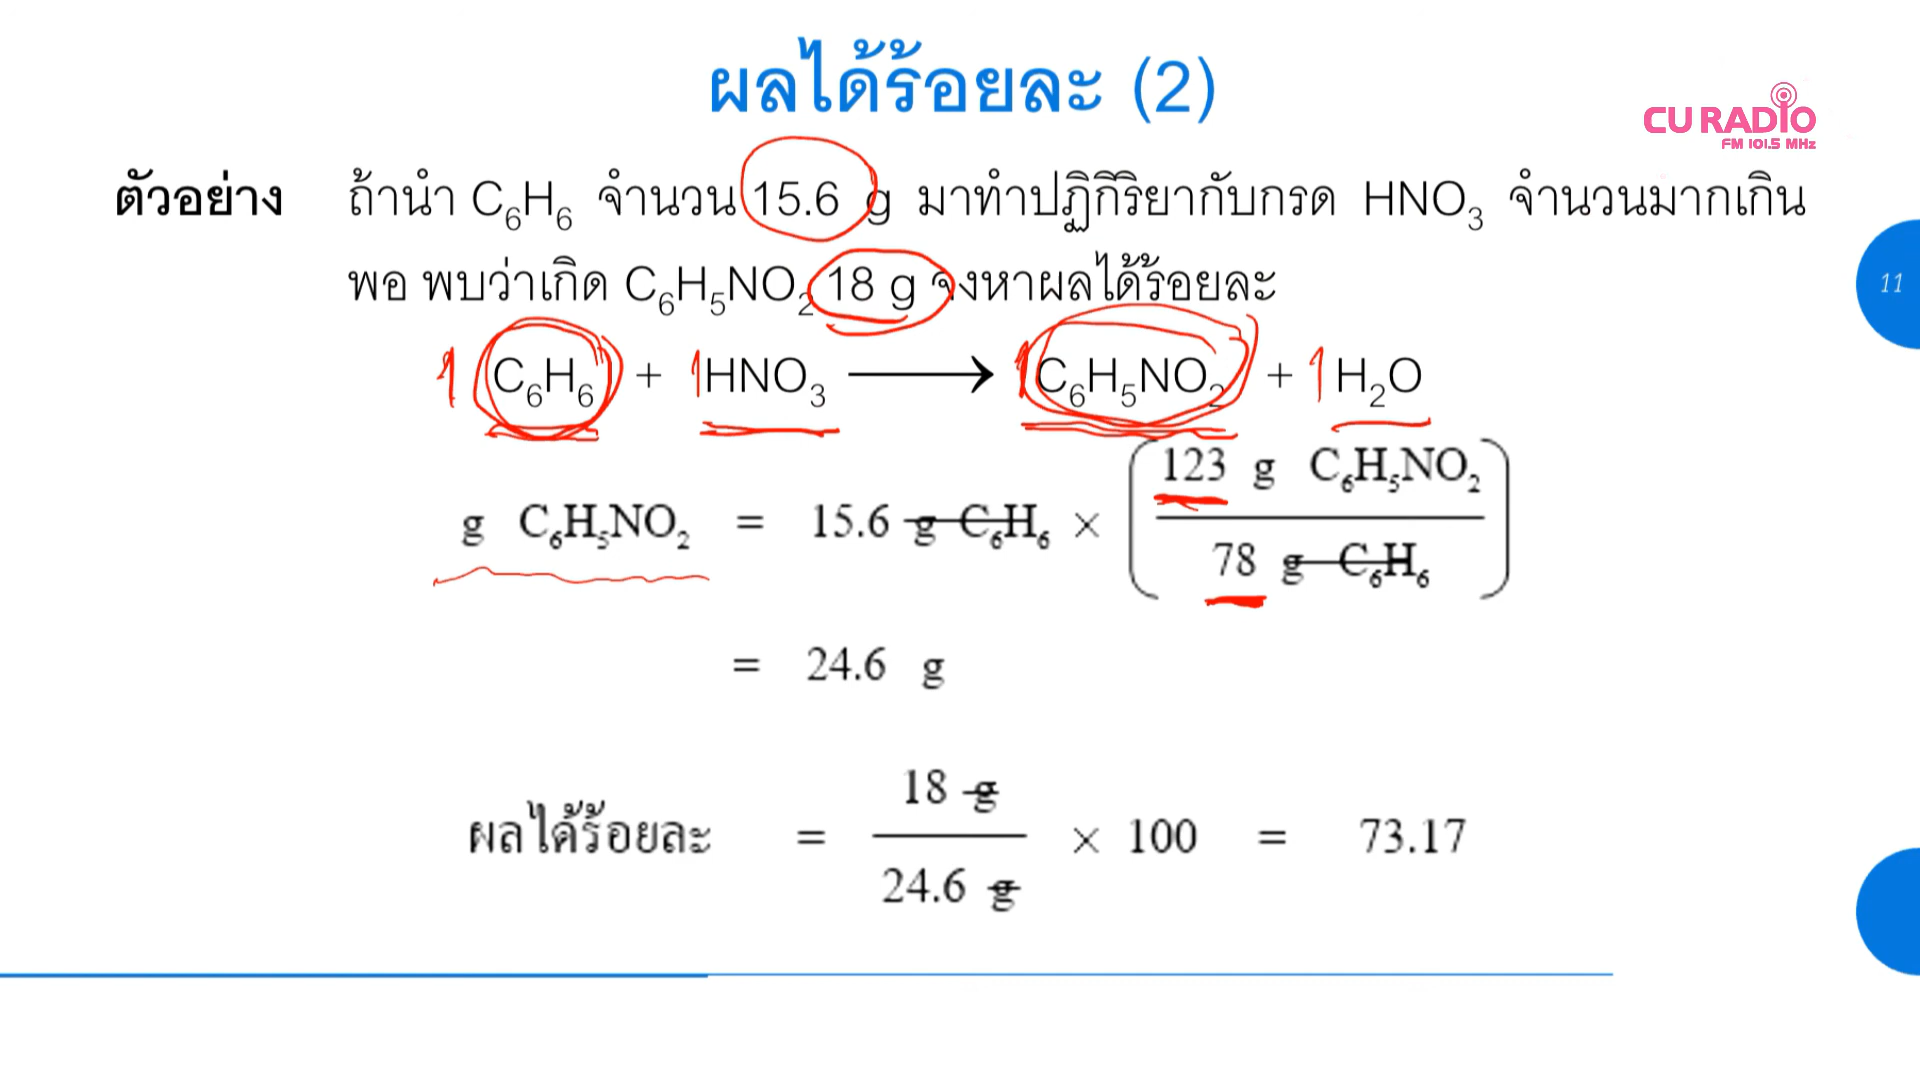 ผลได้ร้อยละ (2)
CU RADIO
FM 101.5 MHz
ตัวอย่าง ถ้านำ C₆H₆ จำนวน 15.6 g มาทำปฏิกิริยากับกรด HNO₃ จำนวนมากเกิน
พอ พบว่าเกิด C₆H₅NO₂ 18 g จงหาผลได้ร้อยละ
11
1 C₆H₆ + 1 HNO₃ ⟶ 1 C₆H₅NO₂ + 1 H₂O
g C₆H₅NO₂ = 15.6 g C₆H₆ × (123 g C₆H₅NO₂ / 78 g C₆H₆)
= 24.6 g
ผลได้ร้อยละ = 18 g / 24.6 g × 100 = 73.17